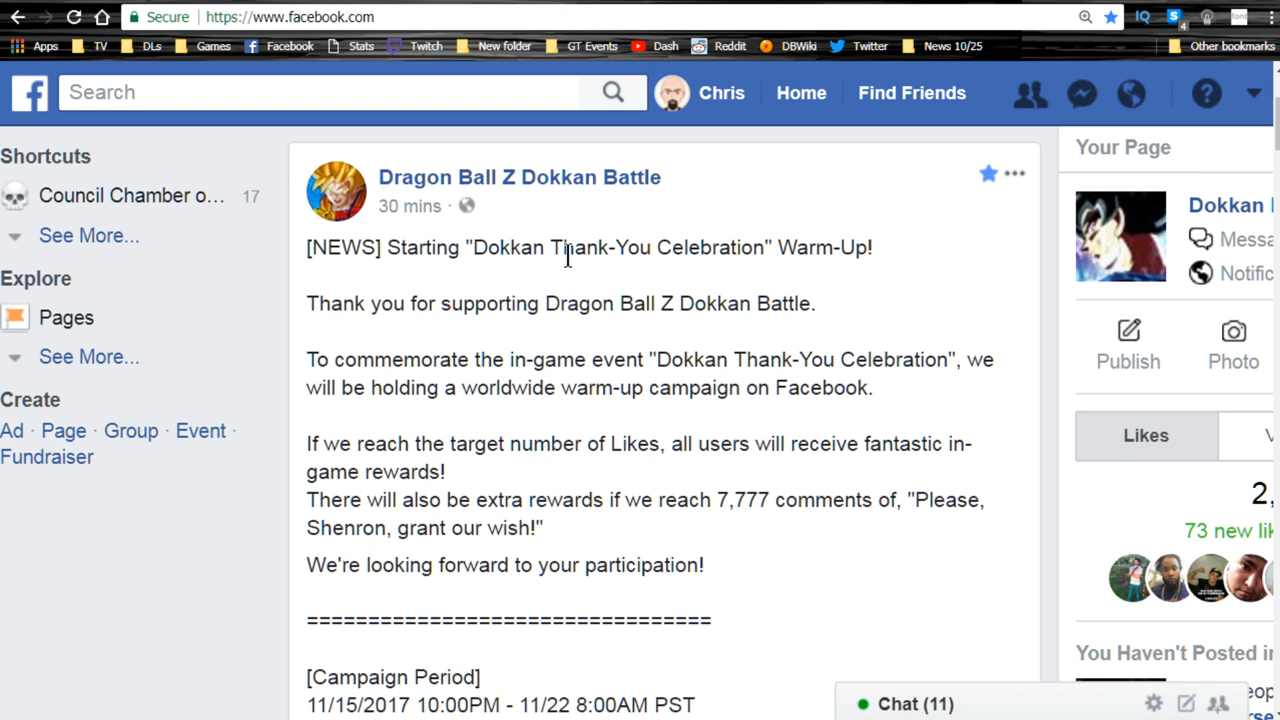 Secure https://www.facebook.com
Apps TV DLs Games Facebook Stats Twitch New folder GT Events Dash Reddit DBWiki Twitter News 10/25 Other bookmarks
Search
Chris Home Find Friends
Shortcuts
Council Chamber o... 17
See More...
Explore
Pages
See More...
Create
Ad · Page · Group · Event ·
Fundraiser
Dragon Ball Z Dokkan Battle
30 mins ·
[NEWS] Starting "Dokkan Thank-You Celebration" Warm-Up!
Thank you for supporting Dragon Ball Z Dokkan Battle.
To commemorate the in-game event "Dokkan Thank-You Celebration", we
will be holding a worldwide warm-up campaign on Facebook.
If we reach the target number of Likes, all users will receive fantastic in-
game rewards!
There will also be extra rewards if we reach 7,777 comments of, "Please,
Shenron, grant our wish!"
We're looking forward to your participation!
=================================
[Campaign Period]
11/15/2017 10:00PM - 11/22 8:00AM PST
Your Page
Dokkan
Publish Photo
Likes
2,
73 new
You Haven't Posted in
Chat (11)